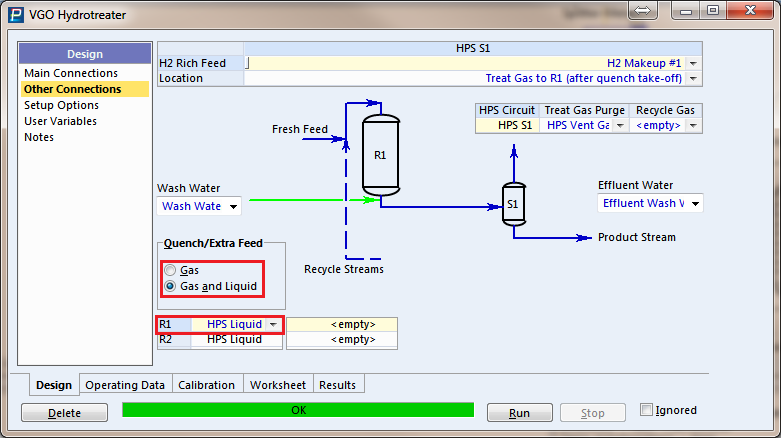 VGO Hydrotreater
Design
Main Connections
Other Connections
Setup Options
User Variables
Notes
HPS S1
H2 Rich Feed H2 Makeup #1
Location Treat Gas to R1 (after quench take-off)
HPS Circuit Treat Gas Purge Recycle Gas
HPS S1 HPS Vent Ga <empty>
Fresh Feed
R1
Wash Water
Wash Wate
S1
Effluent Water
Effluent Wash
Product Stream
Quench/Extra Feed
Gas
Gas and Liquid
Recycle Streams
R1 HPS Liquid <empty>
R2 HPS Liquid <empty>
Design Operating Data Calibration Worksheet Results
Delete OK Run Stop Ignored